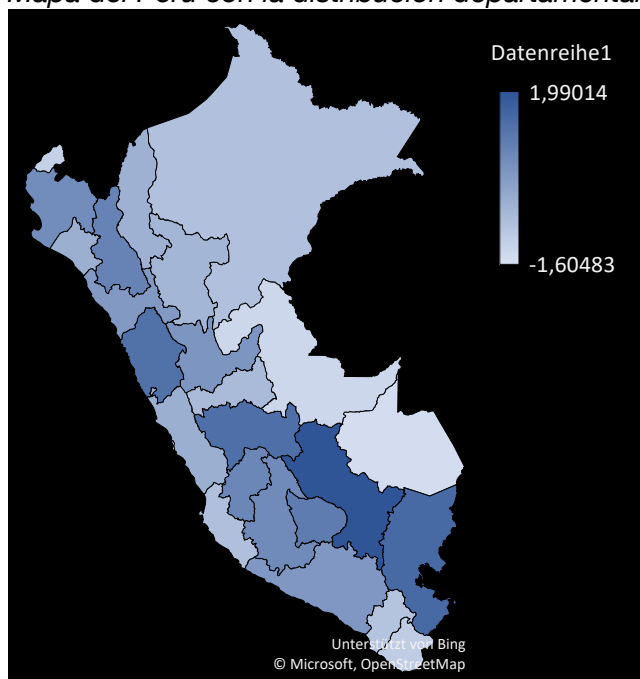 Mapa del Perú con la distribución departamental
Datenreihe1
1,99014
-1,60483
Unterstützt von Bing
© Microsoft, OpenStreetMap